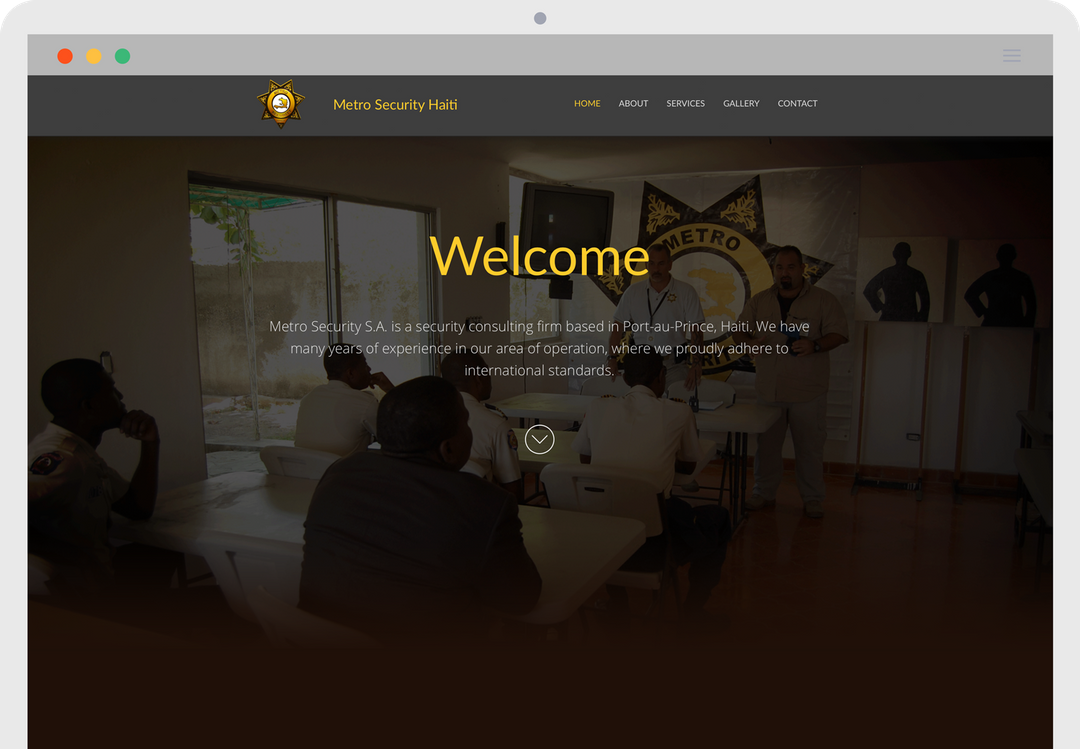 Metro Security Haiti
HOME ABOUT SERVICES GALLERY CONTACT
METRO
Welcome
Metro Security S.A. is a security consulting firm based in Port-au-Prince, Haiti. We have
many years of experience in our area of operation, where we proudly adhere to
international standards.